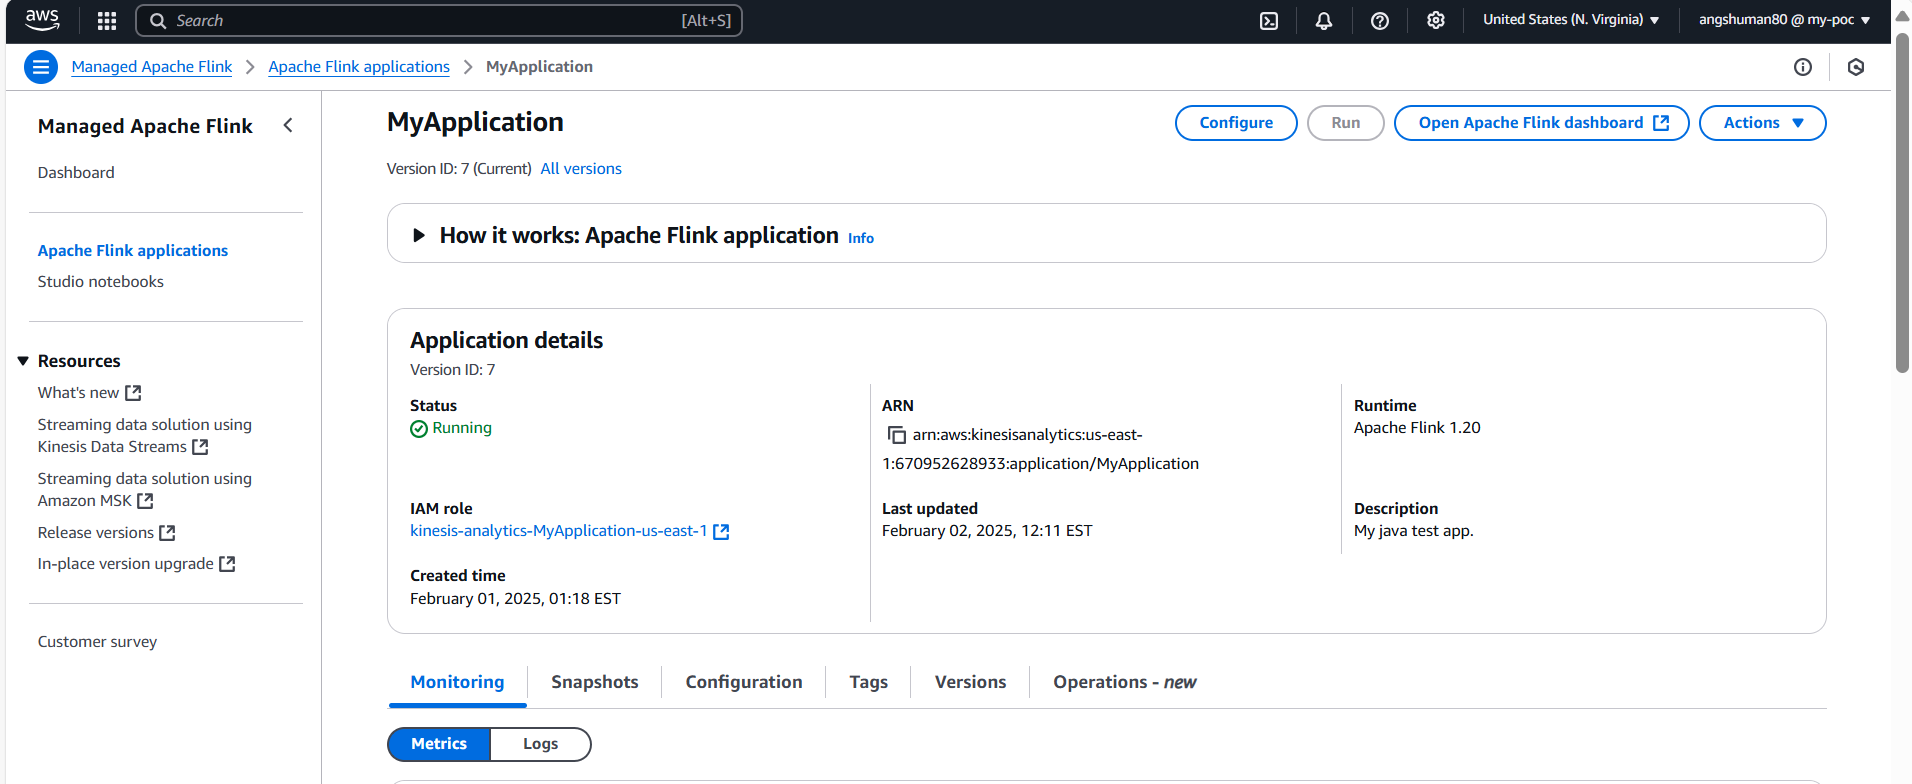 aws
Search
[Alt+S]
United States (N. Virginia)
angshuman80 @ my-poc
Managed Apache Flink
Apache Flink applications
MyApplication
Managed Apache Flink
Dashboard
Apache Flink applications
Studio notebooks
Resources
What's new
Streaming data solution using
Kinesis Data Streams
Streaming data solution using
Amazon MSK
Release versions
In-place version upgrade
Customer survey
MyApplication
Configure
Run
Open Apache Flink dashboard
Actions
Version ID: 7 (Current) All versions
How it works: Apache Flink application Info
Application details
Version ID: 7
Status
Running
ARN
arn:aws:kinesisanalytics:us-east-
1:670952628933:application/MyApplication
Runtime
Apache Flink 1.20
IAM role
kinesis-analytics-MyApplication-us-east-1
Last updated
February 02, 2025, 12:11 EST
Description
My java test app.
Created time
February 01, 2025, 01:18 EST
Monitoring
Snapshots
Configuration
Tags
Versions
Operations - new
Metrics
Logs